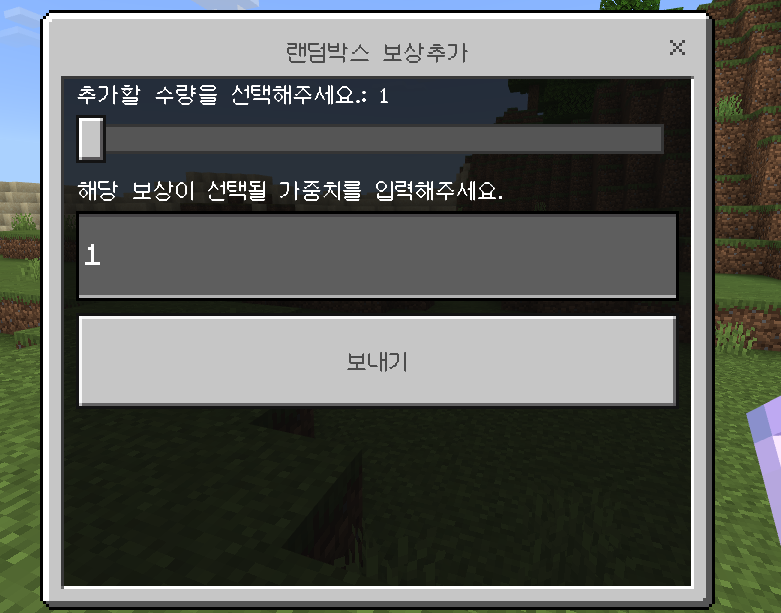 랜덤박스 보상추가
추가할 수량을 선택해주세요.: 1
해당 보상이 선택될 가중치를 입력해주세요.
1
보내기